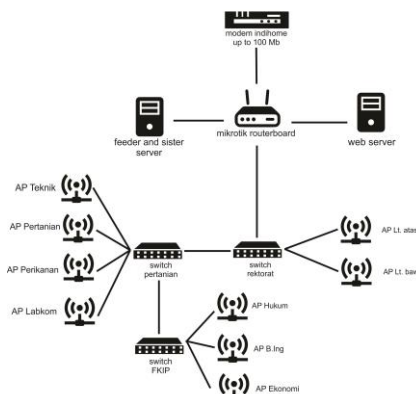 modem indihome
up to 100 Mb
feeder and sister
server
mikrotik routerboard
web server
AP Teknik
AP Pertanian
AP Perikanan
AP Labkom
switch
pertanian
switch
rektorat
AP Lt. atas
AP Lt. baw
switch
FKIP
AP Hukum
AP B.Ing
AP Ekonomi